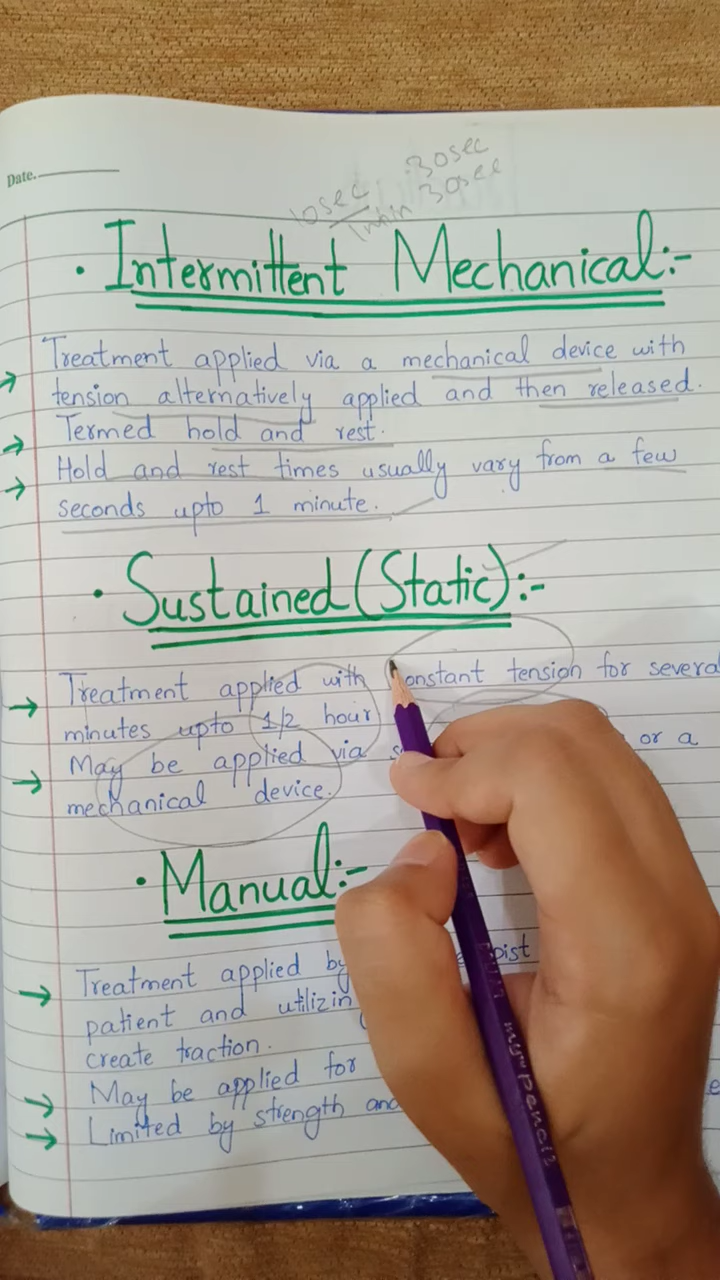 Date.
30sec
10sec 30sec
1min
• Intermittent Mechanical:-
→ Treatment applied via a mechanical device with
tension alternatively applied and then released.
→ Termed hold and rest.
→ Hold and rest times usually vary from a few
seconds upto 1 minute.
• Sustained (Static):-
→ Treatment applied with constant tension for several
minutes upto 1/2 hour
→ May be applied via or a
mechanical device.
• Manual:-
→ Treatment applied by
patient and
create traction.
→ May be applied for
→ Limited by strength and
my pencil